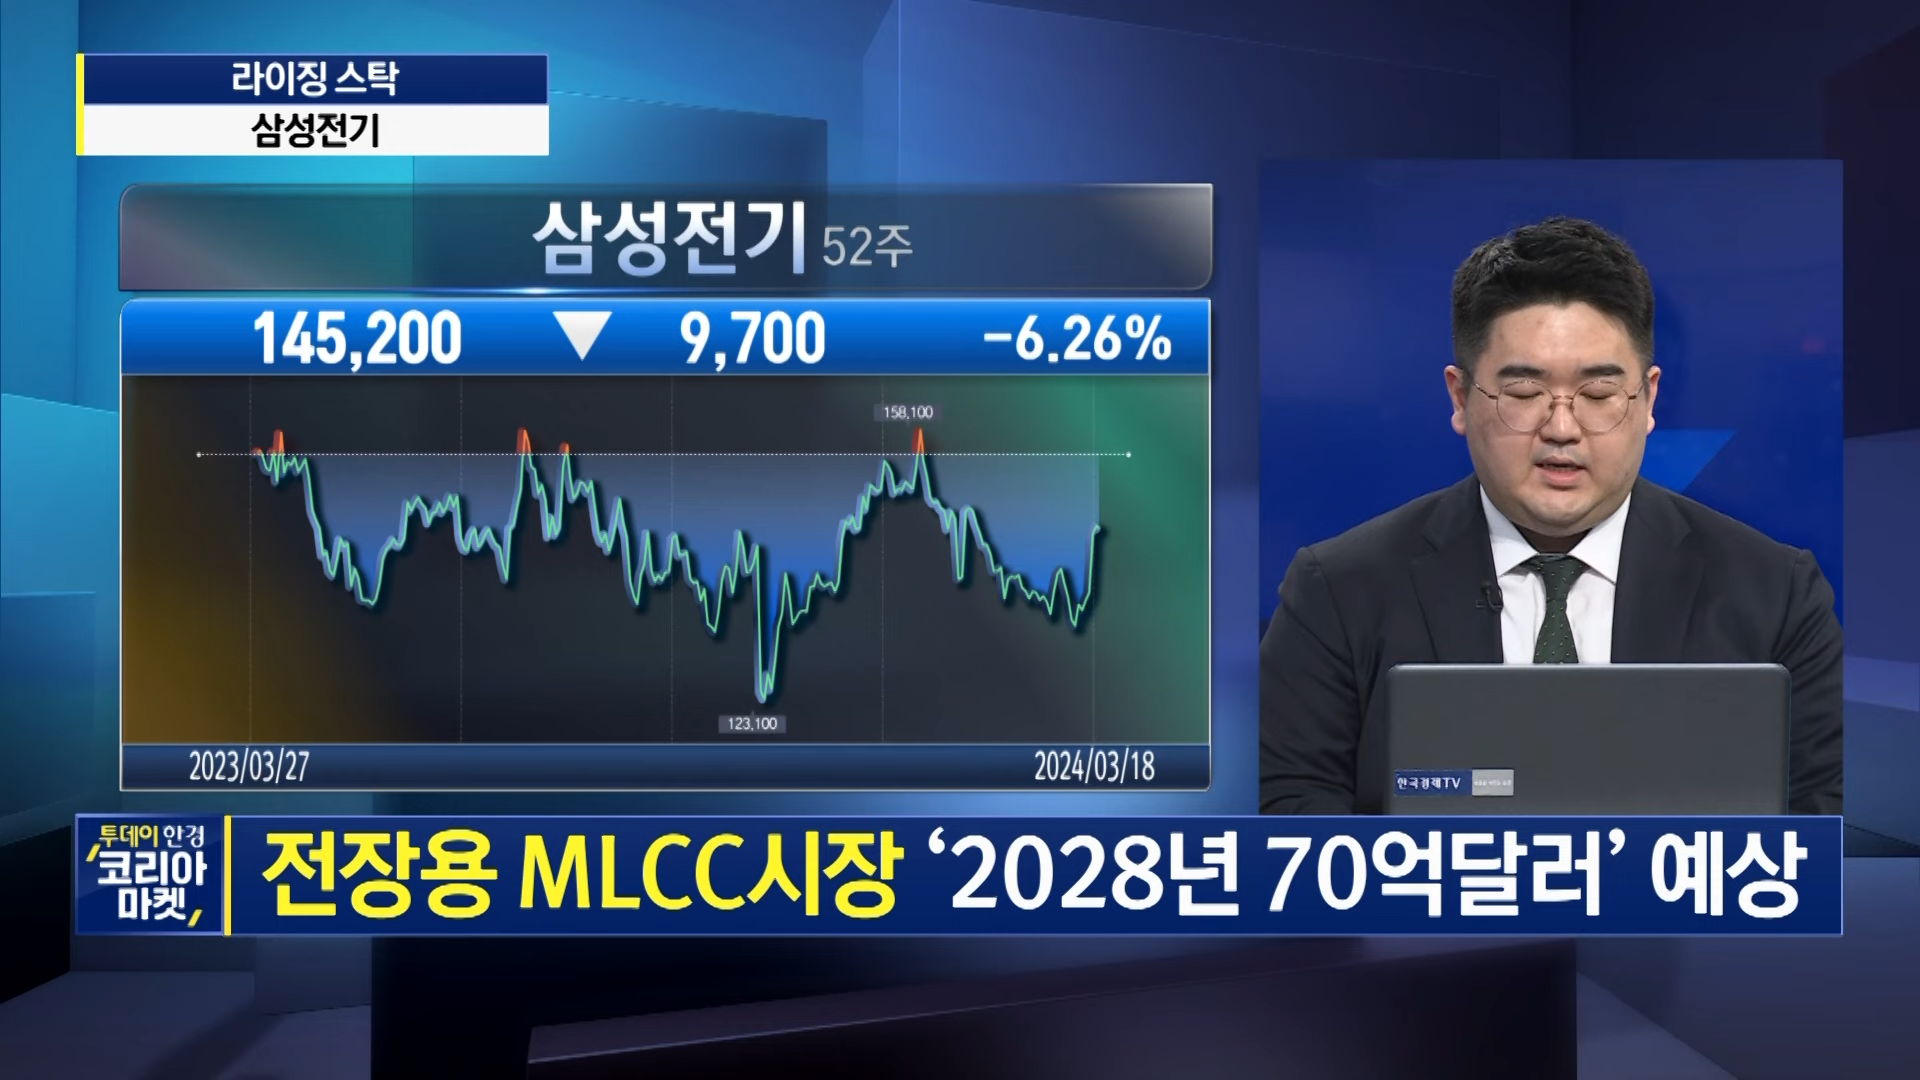 라이징 스탁
삼성전기
삼성전기 52주
145,200 ▼ 9,700 -6.26%
158,100
123,100
2023/03/27 2024/03/18
한국경제TV
투데이 한경
코리아
마켓
전장용 MLCC시장 ‘2028년 70억달러’ 예상